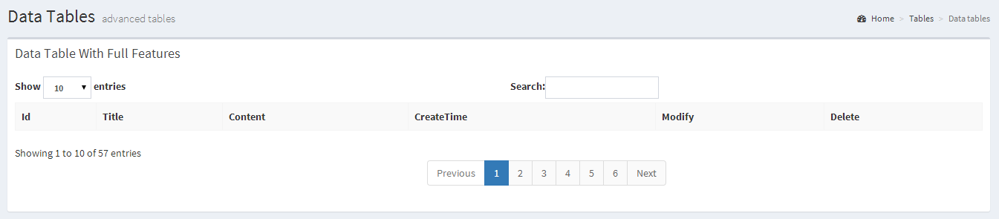 Data Tables advanced tables
Home > Tables > Data tables
Data Table With Full Features
Show 10 entries
Search:
Id Title Content CreateTime Modify Delete
Showing 1 to 10 of 57 entries
Previous 1 2 3 4 5 6 Next